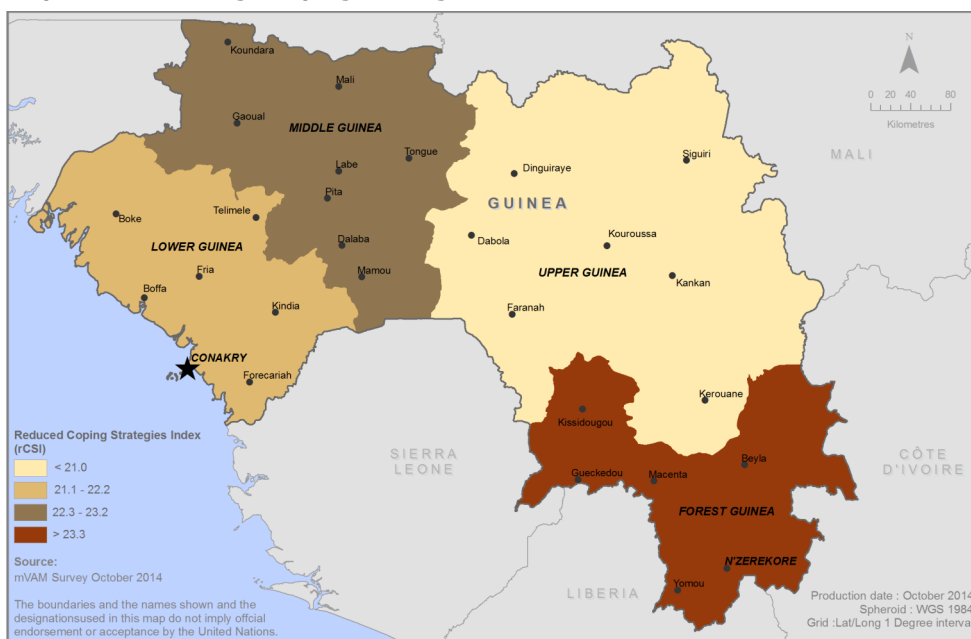 N
0 20 40 80
Kilometres
Koundara
Mali
Gaoual
MIDDLE GUINEA
Tongue
Labe
Pita
Dalaba
Mamou
Boke
Telimele
LOWER GUINEA
Fria
Boffa
Kindia
CONAKRY
Forecariah
MALI
Siguiri
Dinguiraye
GUINEA
Dabola
Kouroussa
UPPER GUINEA
Kankan
Faranah
Kerouane
Kissidougou
Beyla
Gueckedou
Macenta
FOREST GUINEA
N'ZEREKORE
Yomou
SIERRA
LEONE
CÔTE
D'IVOIRE
LIBERIA
Reduced Coping Strategies Index
(rCSI)
< 21.0
21.1 - 22.2
22.3 - 23.2
> 23.3
Source:
mVAM Survey October 2014
The boundaries and the names shown and the
designationsused in this map do not imply offcial
endorsement or acceptance by the United Nations.
Production date : October 2014
Spheroid : WGS 1984
Grid :Lat/Long 1 Degree interval